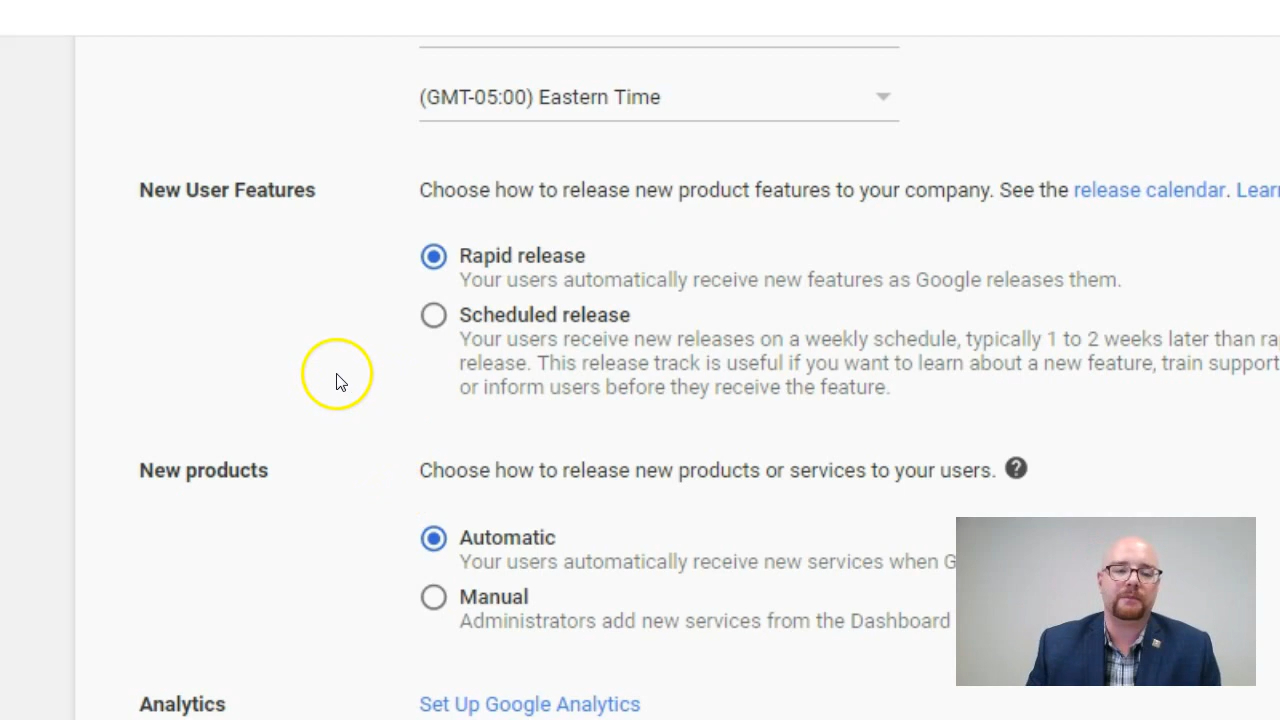 (GMT-05:00) Eastern Time
New User Features
Choose how to release new product features to your company. See the release calendar. Learn
Rapid release
Your users automatically receive new features as Google releases them.
Scheduled release
Your users receive new releases on a weekly schedule, typically 1 to 2 weeks later than ra
release. This release track is useful if you want to learn about a new feature, train support
or inform users before they receive the feature.
New products
Choose how to release new products or services to your users. ?
Automatic
Your users automatically receive new services when G
Manual
Administrators add new services from the Dashboard
Analytics
Set Up Google Analytics